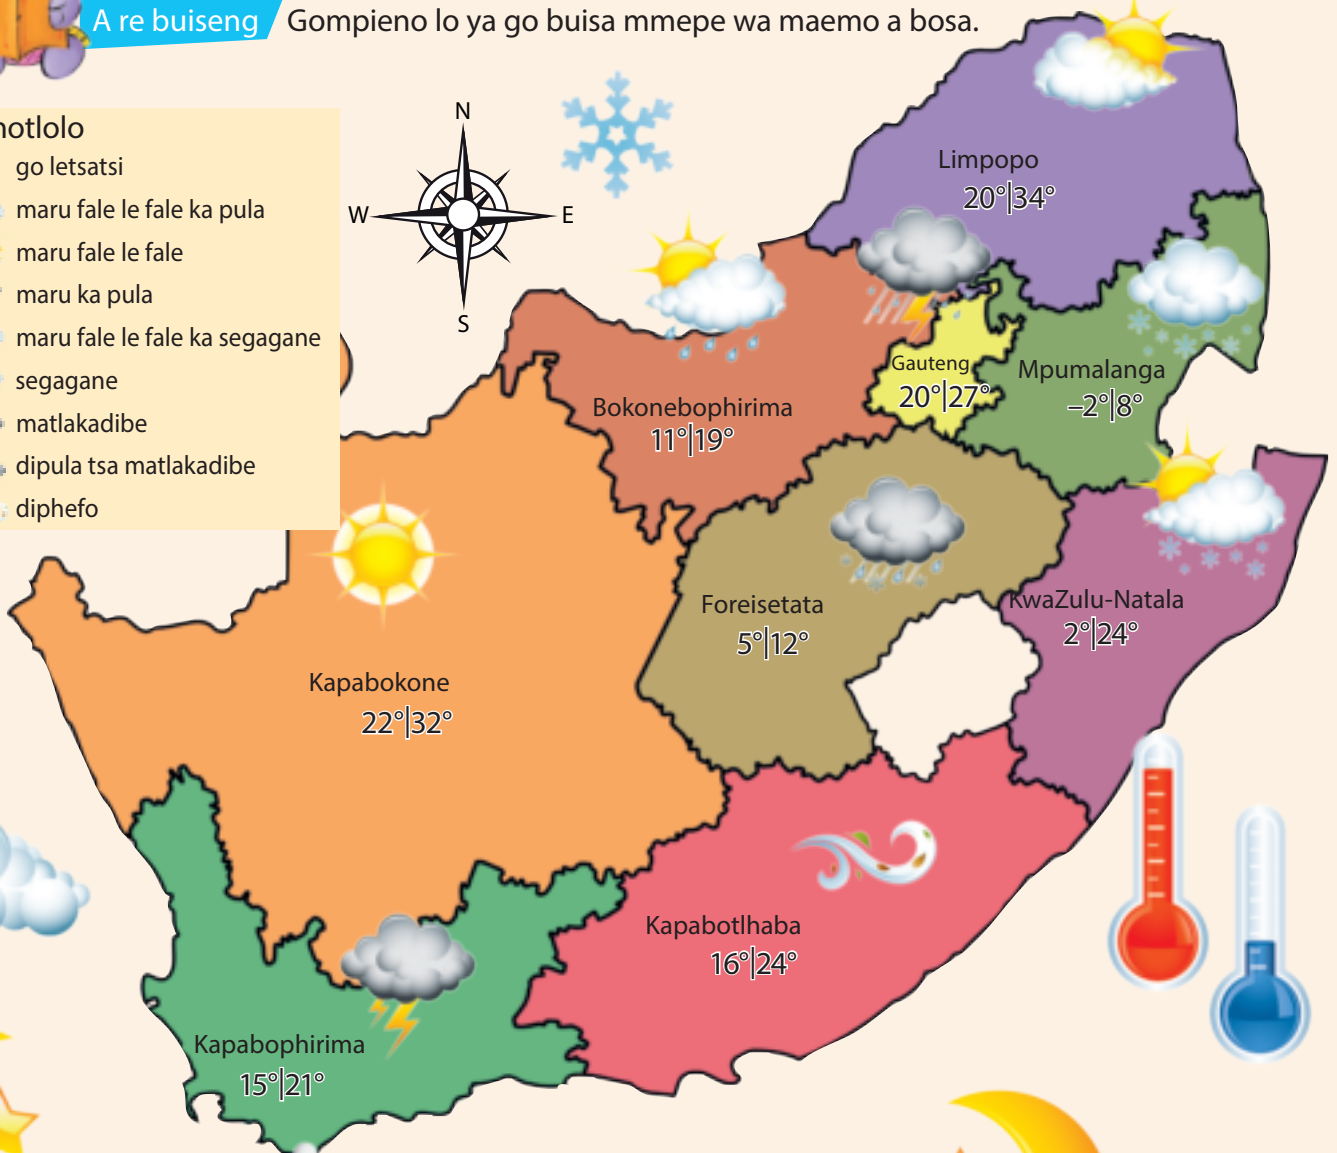 A re buiseng
Gompieno lo ya go buisa mmepe wa maemo a bosa.
go letsatsi
maru fale le fale ka pula
maru fale le fale
maru ka pula
maru fale le fale ka segagane
segagane
matlakadibe
dipula tsa matlakadibe
diphefo
N
W
E
S
Limpopo
20°|34°
Gauteng
20°|27°
Mpumalanga
–2°|8°
Bokonebophirima
11°|19°
Foreisetata
5°|12°
KwaZulu-Natala
2°|24°
Kapabokone
22°|32°
Kapabotlhaba
16°|24°
Kapabophirima
15°|21°